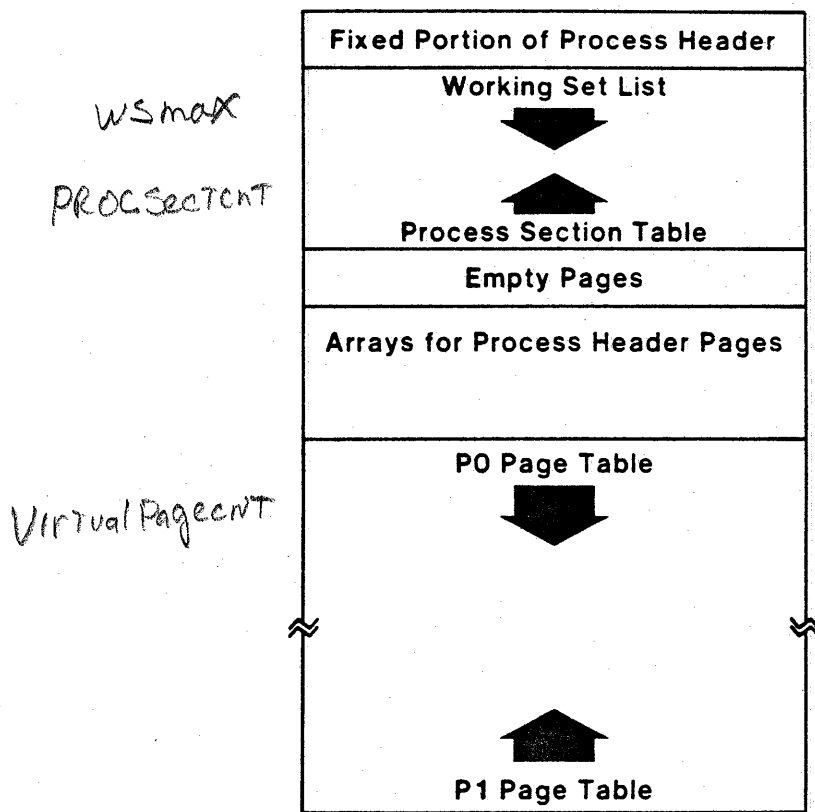 Fixed Portion of Process Header
Working Set List
WSmax
PROCSecTCNT
Process Section Table
Empty Pages
Arrays for Process Header Pages
P0 Page Table
VIrTualPagecNT
P1 Page Table